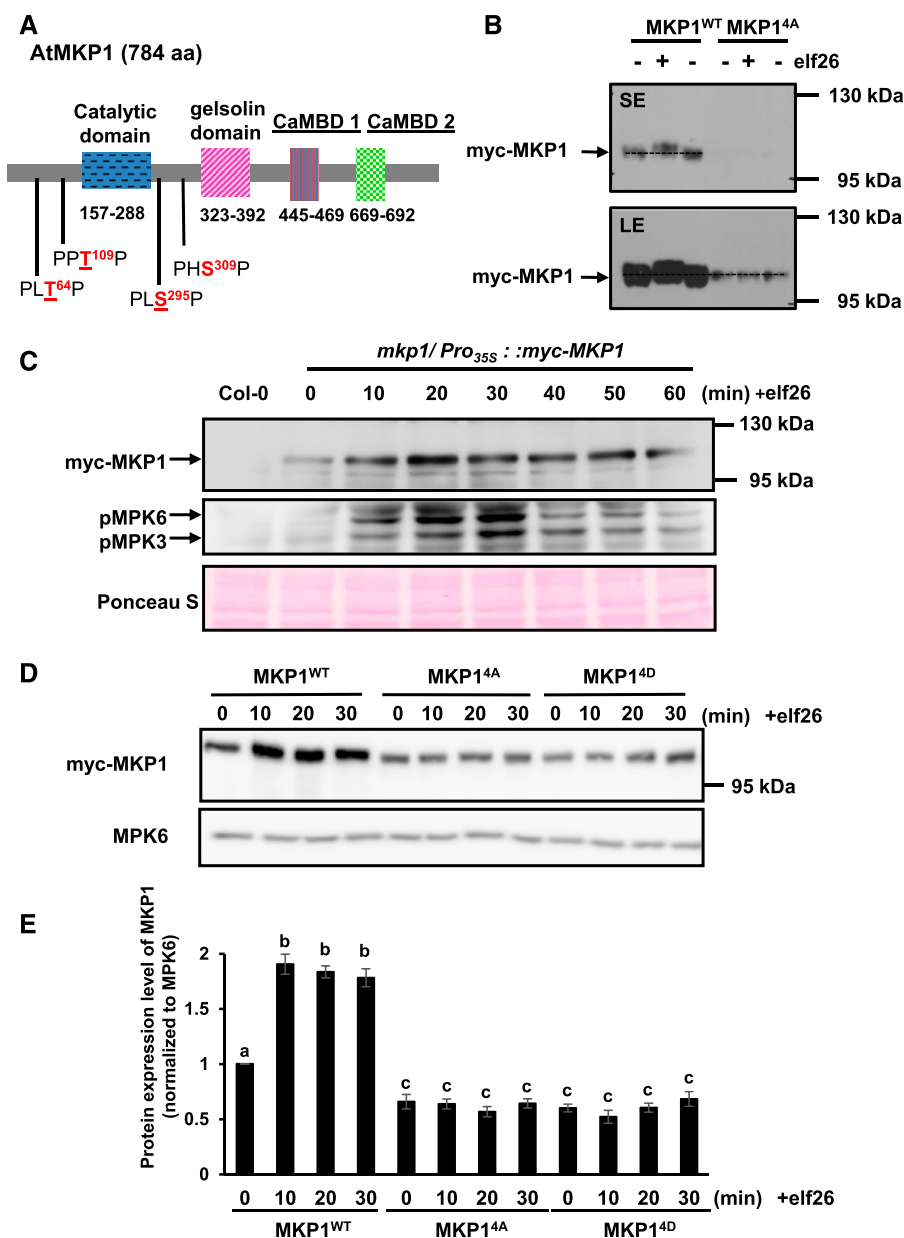 A
AtMKP1 (784 aa)
Catalytic
domain
gelsolin
domain
CaMBD 1
CaMBD 2
157-288
323-392
445-469
669-692
PPT109P
PHS309P
PLT64P
PLS295P
B
MKP1WT MKP14A
- + - - + - elf26
SE
130 kDa
myc-MKP1
95 kDa
LE
130 kDa
myc-MKP1
95 kDa
C
mkp1/ Pro35S : :myc-MKP1
Col-0 0 10 20 30 40 50 60 (min) +elf26
130 kDa
myc-MKP1
95 kDa
pMPK6
pMPK3
Ponceau S
D
MKP1WT MKP14A MKP14D
0 10 20 30 0 10 20 30 0 10 20 30 (min) +elf26
myc-MKP1
95 kDa
MPK6
E
Protein expression level of MKP1
(normalized to MPK6)
2
1.5
1
0.5
0
a b b b c c c c c c c c
0 10 20 30 0 10 20 30 0 10 20 30 (min) +elf26
MKP1WT MKP14A MKP14D